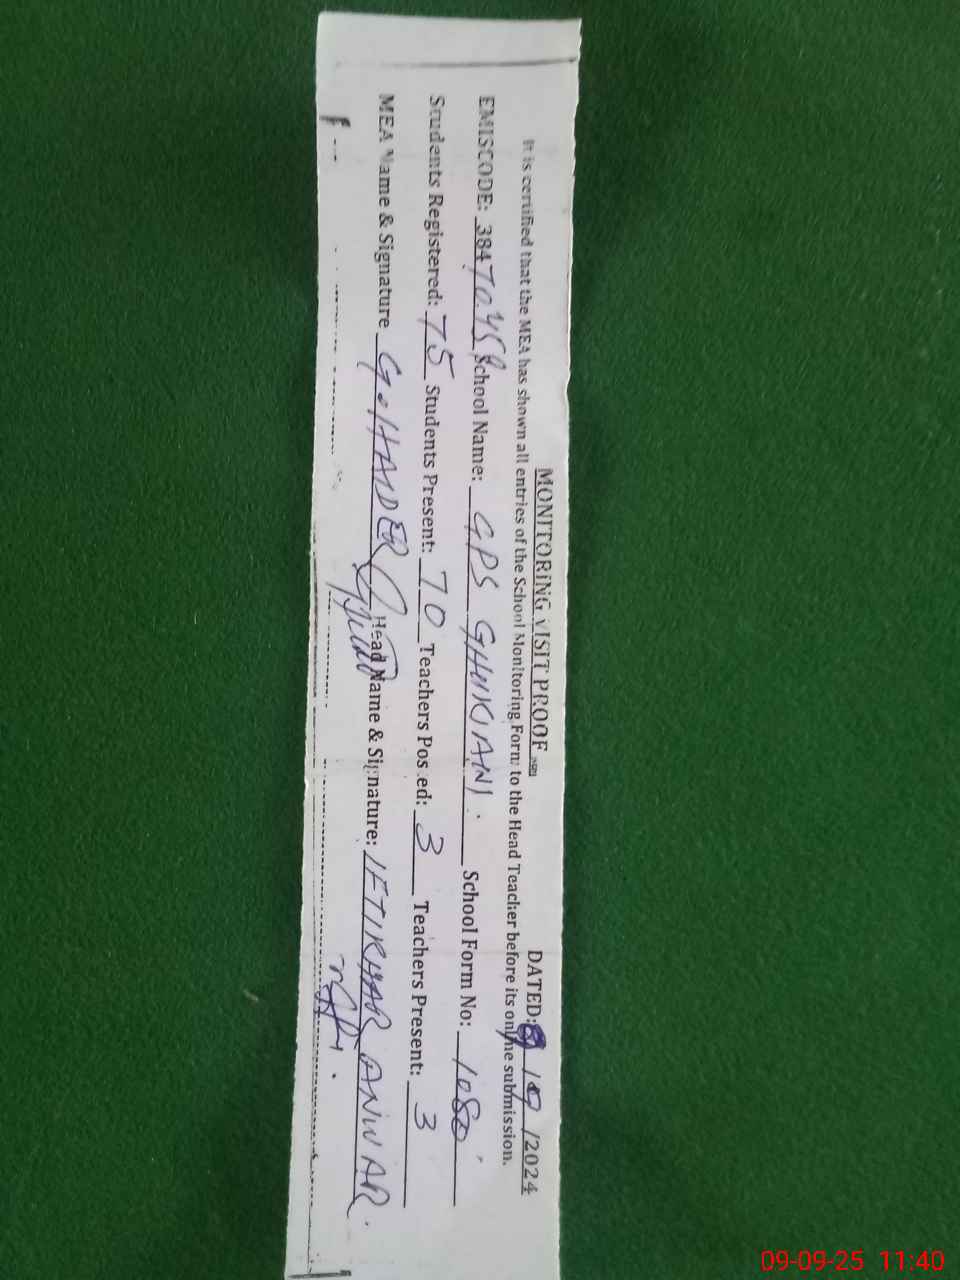 MONITORING VISIT PROOF DATED: 9/10/2024
It is certified that the MEA has shown all entries of the School Monitoring Form to the Head Teacher before its online submission.
EMISCODE: 38470458 School Name: GPS GHUKIANI. School Form No: 1080
Students Registered: 75 Students Present: 70 Teachers Posted: 3 Teachers Present: 3
MEA Name & Signature G. HAIDER Head Name & Signature: IFTIKHAR ANWAR.
09-09-25 11:40